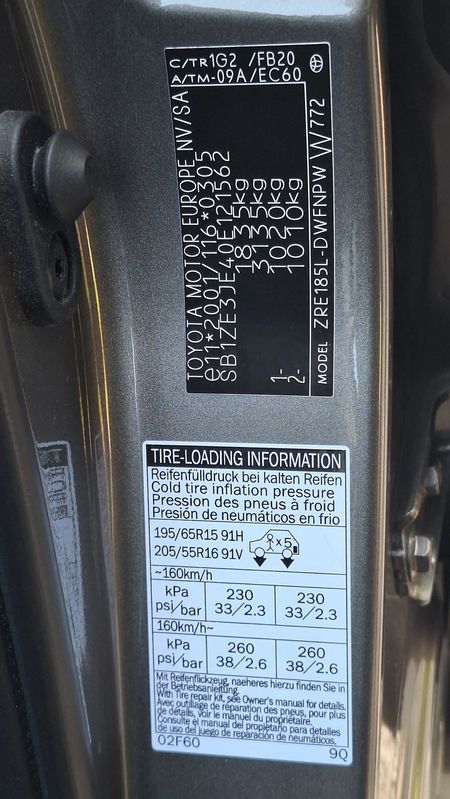 C/TR1G2 /FB20
A/TM-09A/EC60
TOYOTA MOTOR EUROPE NV/SA
e11*2001/116*0305
SB1ZE3JE40E121562
1835kg
3135kg
1- 1020kg
2- 1010kg
MODEL ZRE185L-DWFNPW W/772
TIRE-LOADING INFORMATION
Reifenfülldruck bei kalten Reifen
Cold tire inflation pressure
Pression des pneus à froid
Presión de neumáticos en frio
195/65R15 91H
205/55R16 91V
x5
~160km/h
kPa 230 230
psi/bar 33/2.3 33/2.3
160km/h~
kPa 260 260
psi/bar 38/2.6 38/2.6
Mit Reifenflickzeug, naeheres hierzu finden Sie in
der Betriebsanleitung.
With Tire repair kit, see Owner's manual for details.
Avec outillage de réparation des pneus, pour plus
de détails, voir le manuel du propriétaire.
Consulte el manual del propietario para detalles
de uso del juego de reparación de neumáticos.
02F60 9Q